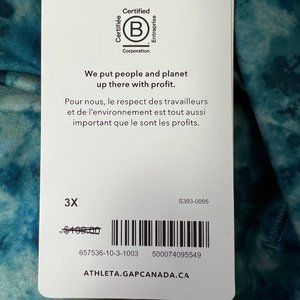 Certified
Certifiée
B
Entreprise
Corporation
We put people and planet
up there with profit.
Pour nous, le respect des travailleurs
et de l'environnement est tout aussi
important que le sont les profits.
S393-0095
3X
657536-10-3-1003 500074095549
ATHLETA.GAPCANADA.CA